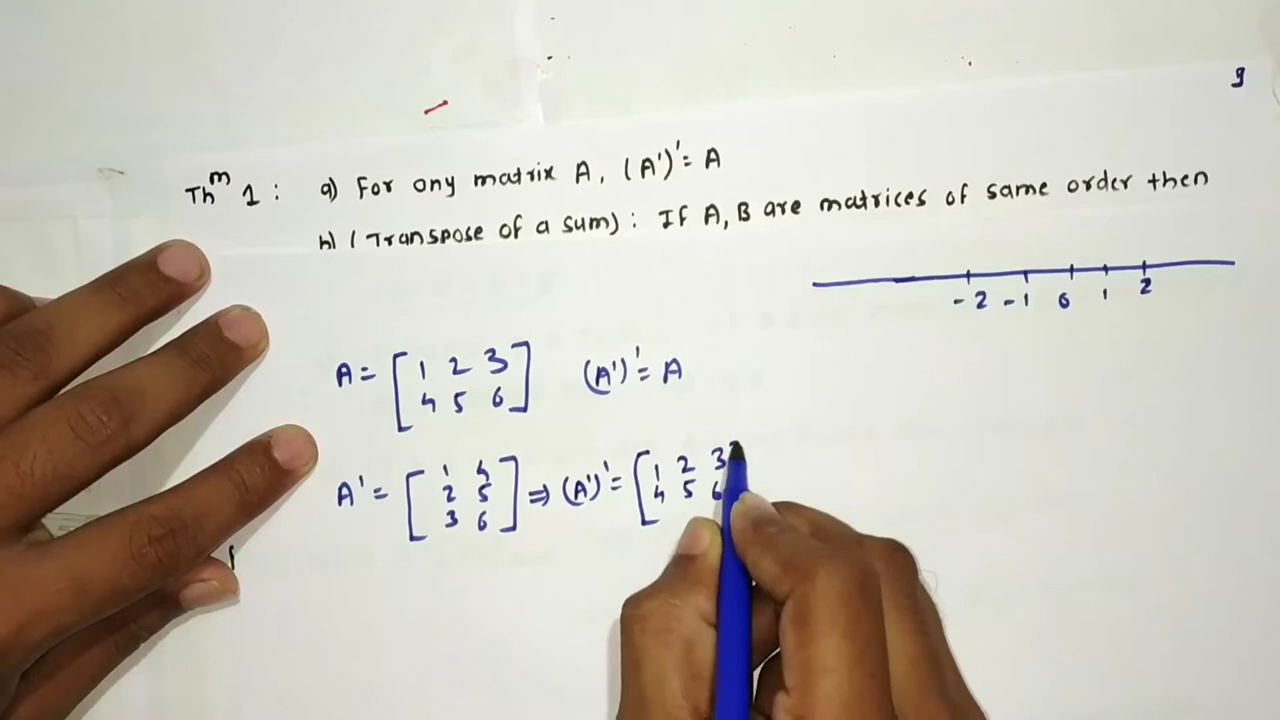 9
Thm 1: a) For any matrix A, (A')' = A
b) (Transpose of a sum): If A, B are matrices of same order then
-2 -1 0 1 2
A = [ 1 2 3 ] (A')' = A
4 5 6
1 4
A' = [ 2 5 ] ⇒ (A')' = [ 1 2 3
3 6 4 5 6